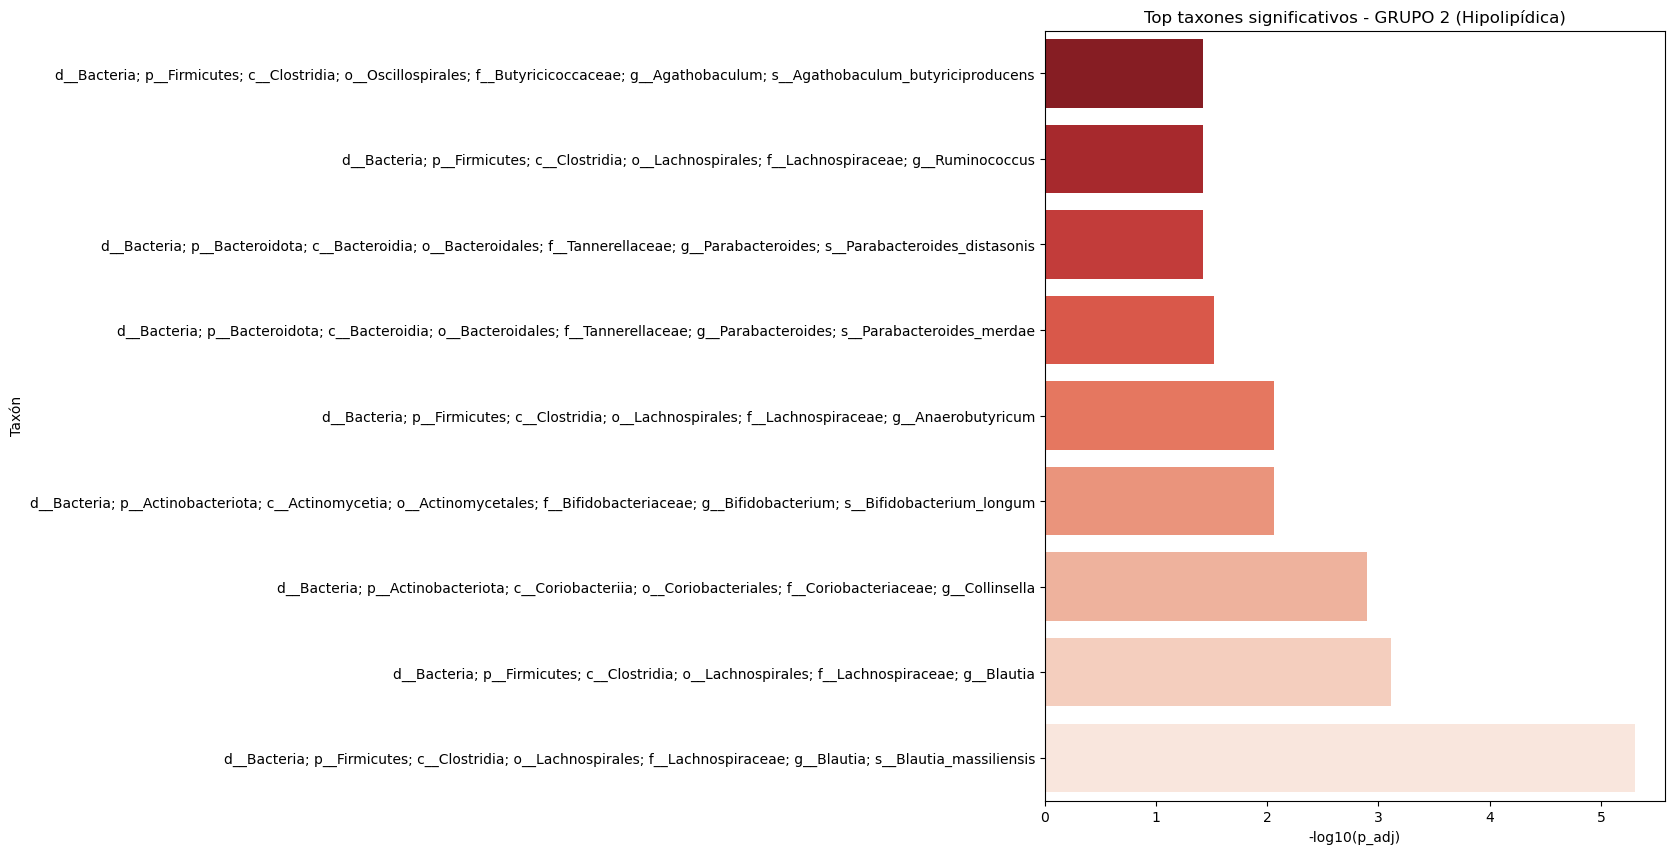 Top taxones significativos - GRUPO 2 (Hipolipídica)
Taxón
d__Bacteria; p__Firmicutes; c__Clostridia; o__Oscillospirales; f__Butyricicoccaceae; g__Agathobaculum; s__Agathobaculum_butyriciproducens
d__Bacteria; p__Firmicutes; c__Clostridia; o__Lachnospirales; f__Lachnospiraceae; g__Ruminococcus
d__Bacteria; p__Bacteroidota; c__Bacteroidia; o__Bacteroidales; f__Tannerellaceae; g__Parabacteroides; s__Parabacteroides_distasonis
d__Bacteria; p__Bacteroidota; c__Bacteroidia; o__Bacteroidales; f__Tannerellaceae; g__Parabacteroides; s__Parabacteroides_merdae
d__Bacteria; p__Firmicutes; c__Clostridia; o__Lachnospirales; f__Lachnospiraceae; g__Anaerobutyricum
d__Bacteria; p__Actinobacteriota; c__Actinomycetia; o__Actinomycetales; f__Bifidobacteriaceae; g__Bifidobacterium; s__Bifidobacterium_longum
d__Bacteria; p__Actinobacteriota; c__Coriobacteriia; o__Coriobacteriales; f__Coriobacteriaceae; g__Collinsella
d__Bacteria; p__Firmicutes; c__Clostridia; o__Lachnospirales; f__Lachnospiraceae; g__Blautia
d__Bacteria; p__Firmicutes; c__Clostridia; o__Lachnospirales; f__Lachnospiraceae; g__Blautia; s__Blautia_massiliensis
0 1 2 3 4 5
-log10(p_adj)